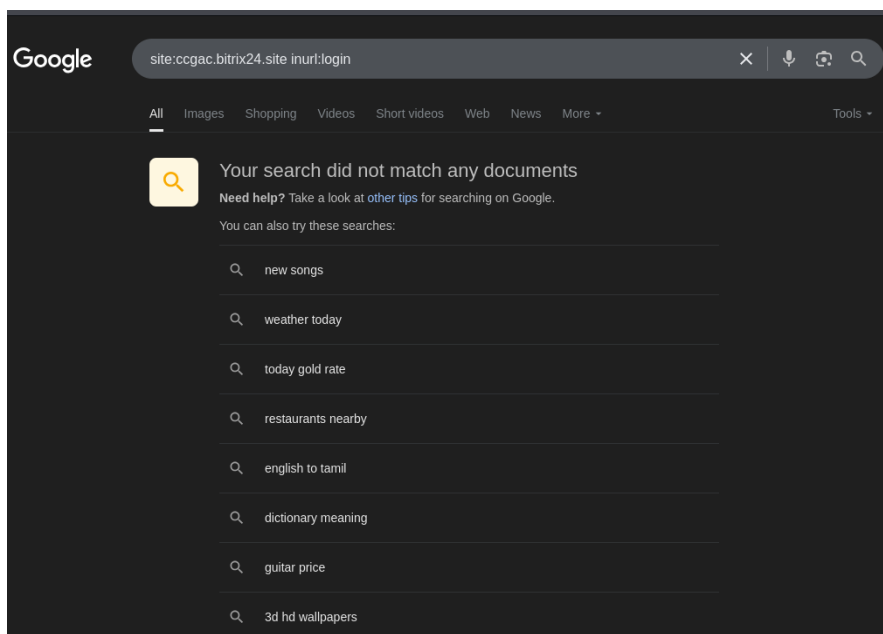 Google
site:ccgac.bitrix24.site inurl:login
All Images Shopping Videos Short videos Web News More Tools
Your search did not match any documents
Need help? Take a look at other tips for searching on Google.
You can also try these searches:
new songs
weather today
today gold rate
restaurants nearby
english to tamil
dictionary meaning
guitar price
3d hd wallpapers